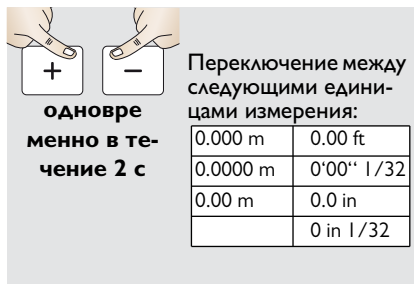 + −
одновре
менно в те-
чение 2 с
Переключение между
следующими едини-
цами измерения:
0.000 m 0.00 ft
0.0000 m 0‘00“ 1/32
0.00 m 0.0 in
0 in 1/32